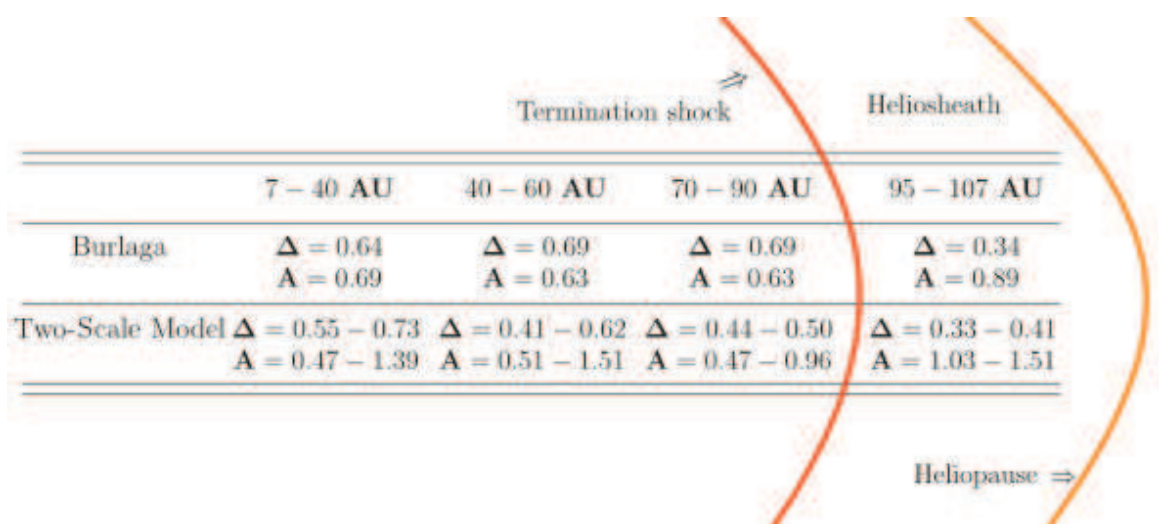 ⇒
Termination shock
Heliosheath
7 – 40 AU 40 – 60 AU 70 – 90 AU 95 – 107 AU
Burlaga Δ = 0.64 Δ = 0.69 Δ = 0.69 Δ = 0.34
A = 0.69 A = 0.63 A = 0.63 A = 0.89
Two-Scale Model Δ = 0.55 – 0.73 Δ = 0.41 – 0.62 Δ = 0.44 – 0.50 Δ = 0.33 – 0.41
A = 0.47 – 1.39 A = 0.51 – 1.51 A = 0.47 – 0.96 A = 1.03 – 1.51
Heliopause ⇒